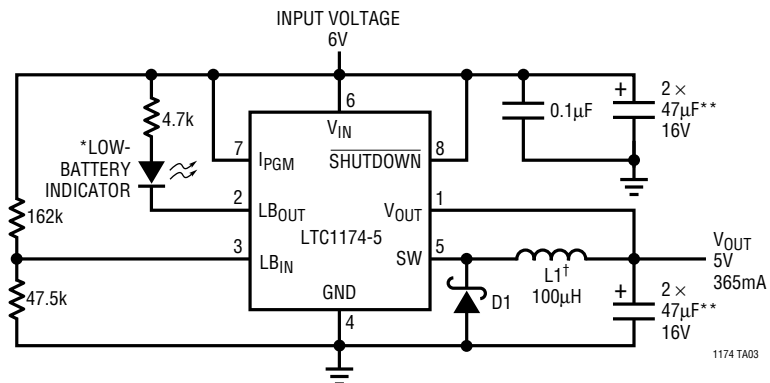 INPUT VOLTAGE
6V
4.7k
*LOW-
BATTERY
INDICATOR
162k
47.5k
6
VIN
7
IPGM
SHUTDOWN
8
2
LBOUT
VOUT
1
LTC1174-5
3
LBIN
SW
5
GND
4
0.1µF
+
2 ×
47µF**
16V
D1
L1†
100µH
VOUT
5V
365mA
+
2 ×
47µF**
16V
1174 TA03